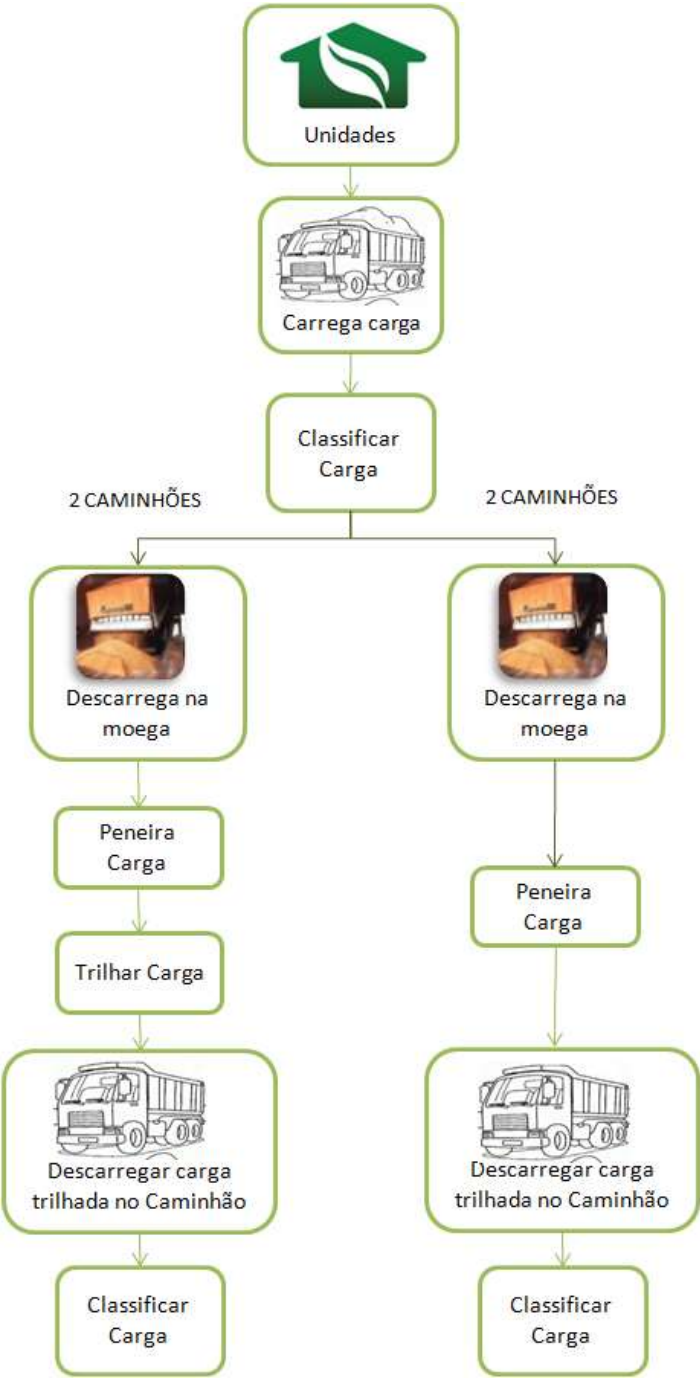 Unidades
Carrega carga
Classificar
Carga
2 CAMINHÕES
2 CAMINHÕES
Descarrega na
moega
Peneira
Carga
Trilhar Carga
Descarregar carga
trilhada no Caminhão
Classificar
Carga
Descarrega na
moega
Peneira
Carga
Descarregar carga
trilhada no Caminhão
Classificar
Carga